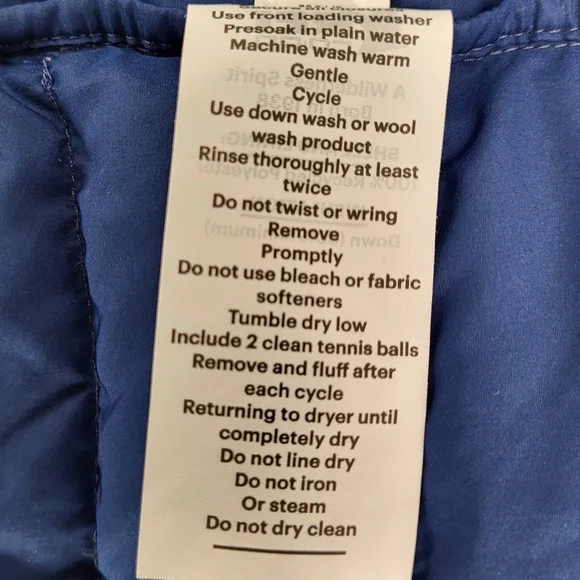 Secure All Closures
Use front loading washer
Presoak in plain water
Machine wash warm
Gentle
Cycle
Use down wash or wool
wash product
Rinse thoroughly at least
twice
Do not twist or wring
Remove
Promptly
Do not use bleach or fabric
softeners
Tumble dry low
Include 2 clean tennis balls
Remove and fluff after
each cycle
Returning to dryer until
completely dry
Do not line dry
Do not iron
Or steam
Do not dry clean